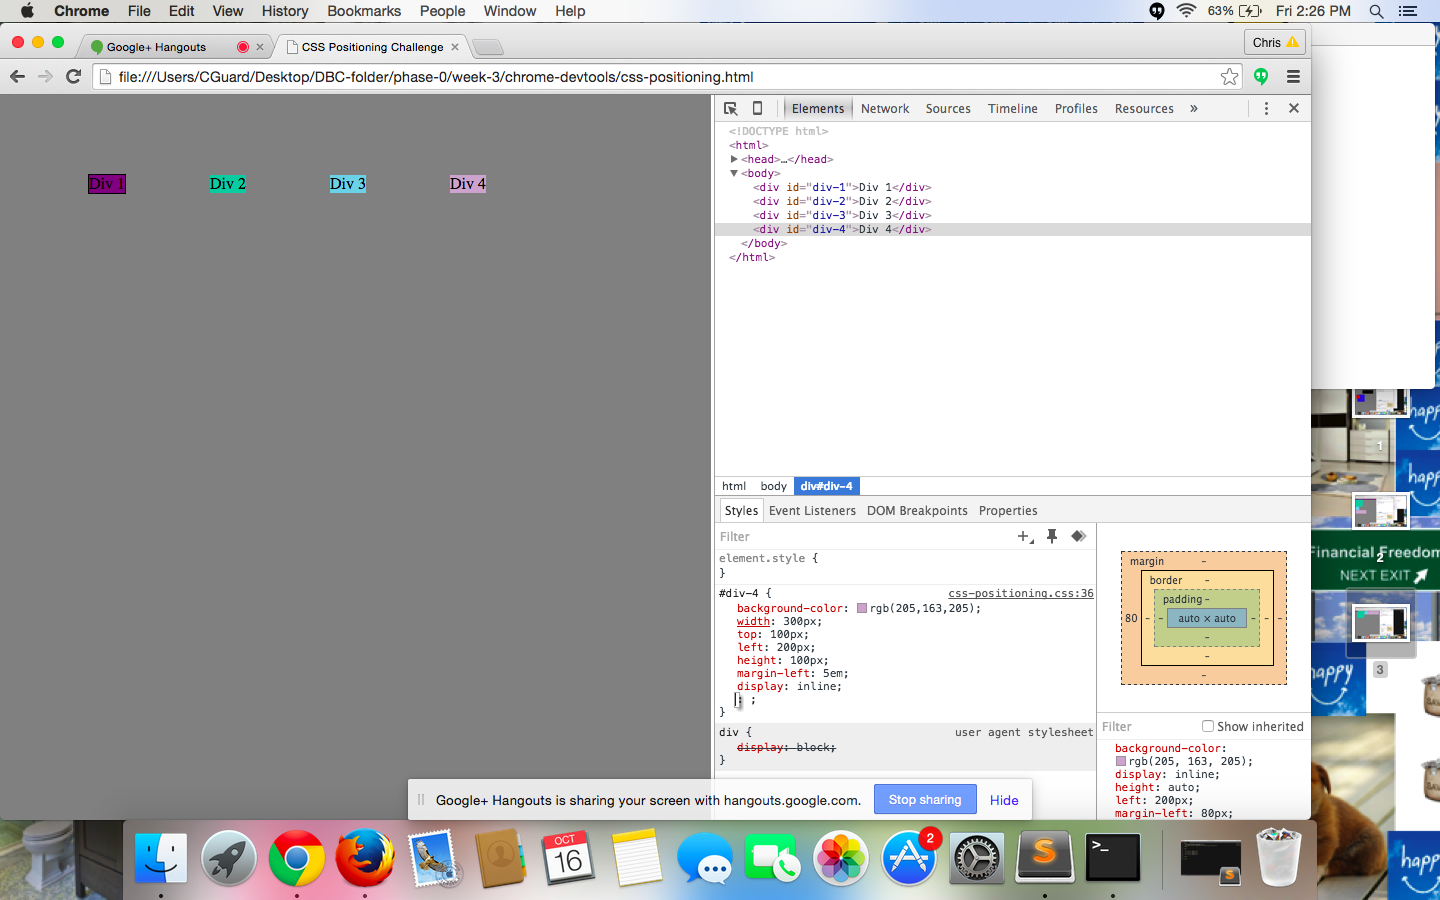 Chrome File Edit View History Bookmarks People Window Help 63% Fri 2:26 PM
Google+ Hangouts CSS Positioning Challenge Chris
file:///Users/CGuard/Desktop/DBC-folder/phase-0/week-3/chrome-devtools/css-positioning.html
Div 1 Div 2 Div 3 Div 4
Elements Network Sources Timeline Profiles Resources »
<!DOCTYPE html>
<html>
<head>…</head>
<body>
<div id="div-1">Div 1</div>
<div id="div-2">Div 2</div>
<div id="div-3">Div 3</div>
<div id="div-4">Div 4</div>
</body>
</html>
html body div#div-4
Styles Event Listeners DOM Breakpoints Properties
Filter
element.style {
}
#div-4 { css-positioning.css:36
background-color: rgb(205,163,205);
width: 300px;
top: 100px;
left: 200px;
height: 100px;
margin-left: 5em;
display: inline;
: ;
}
div { user agent stylesheet
display: block;
}
margin -
border -
padding -
80 - - auto × auto - - -
-
-
-
Filter Show inherited
background-color:
rgb(205, 163, 205);
display: inline;
height: auto;
left: 200px;
margin-left: 80px;
Google+ Hangouts is sharing your screen with hangouts.google.com. Stop sharing Hide
1
happy
happy
Financial Freedom
2
NEXT EXIT
3
happy
happy
OCT
16
2
>_